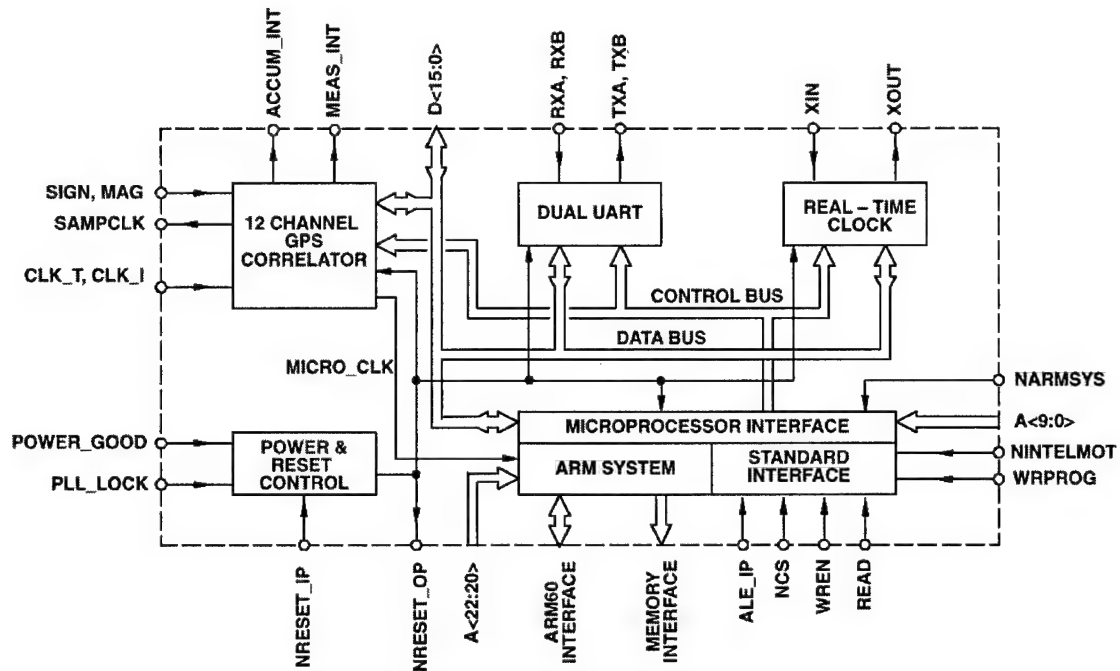 ACCUM_INT
MEAS_INT
D<15:0>
RXA, RXB
TXA, TXB
XIN
XOUT
SIGN, MAG
SAMPCLK
CLK_T, CLK_I
12 CHANNEL
GPS
CORRELATOR
DUAL UART
REAL – TIME
CLOCK
CONTROL BUS
DATA BUS
MICRO_CLK
NARMSYS
A<9:0>
NINTELMOT
WRPROG
MICROPROCESSOR INTERFACE
ARM SYSTEM
STANDARD
INTERFACE
POWER_GOOD
PLL_LOCK
POWER &
RESET
CONTROL
NRESET_IP
NRESET_OP
A<22:20>
ARM60
INTERFACE
MEMORY
INTERFACE
ALE_IP
NCS
WREN
READ